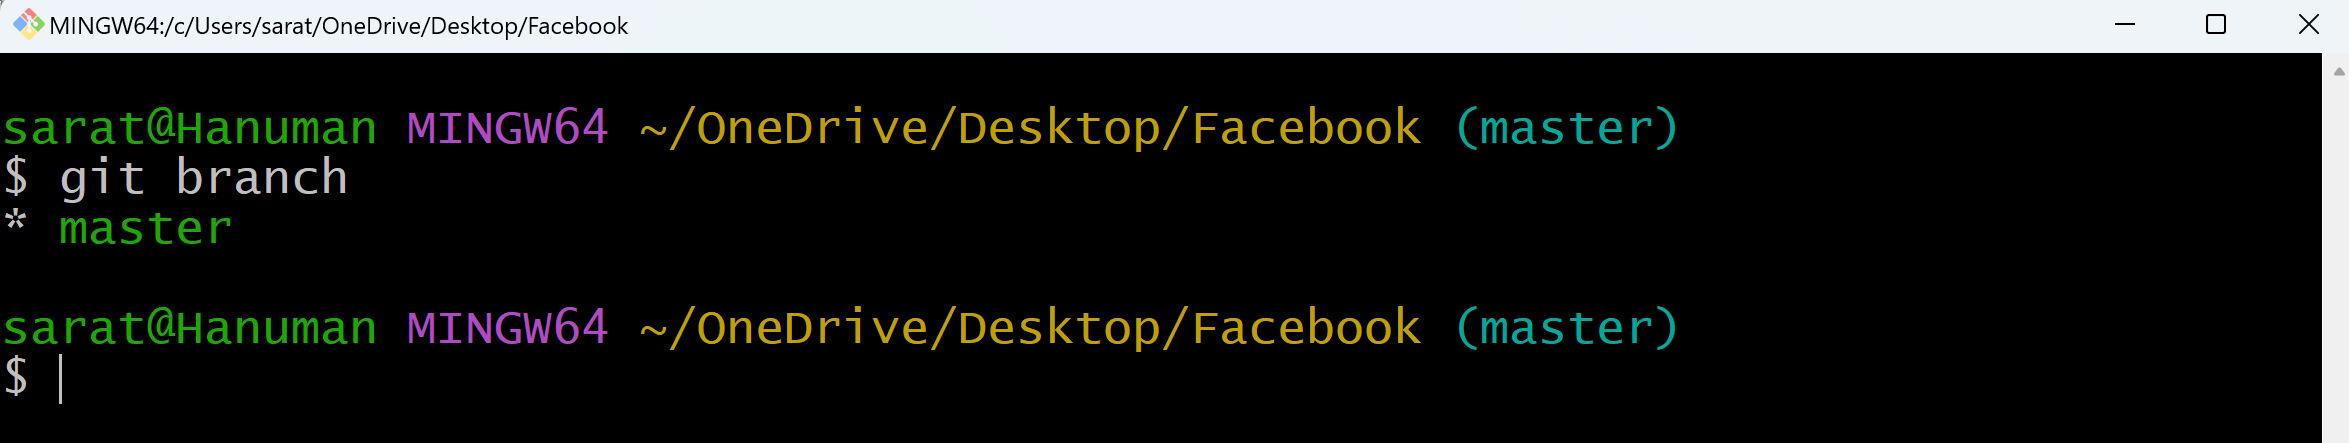 MINGW64:/c/Users/sarat/OneDrive/Desktop/Facebook
sarat@Hanuman MINGW64 ~/OneDrive/Desktop/Facebook (master)
$ git branch
* master
sarat@Hanuman MINGW64 ~/OneDrive/Desktop/Facebook (master)
$